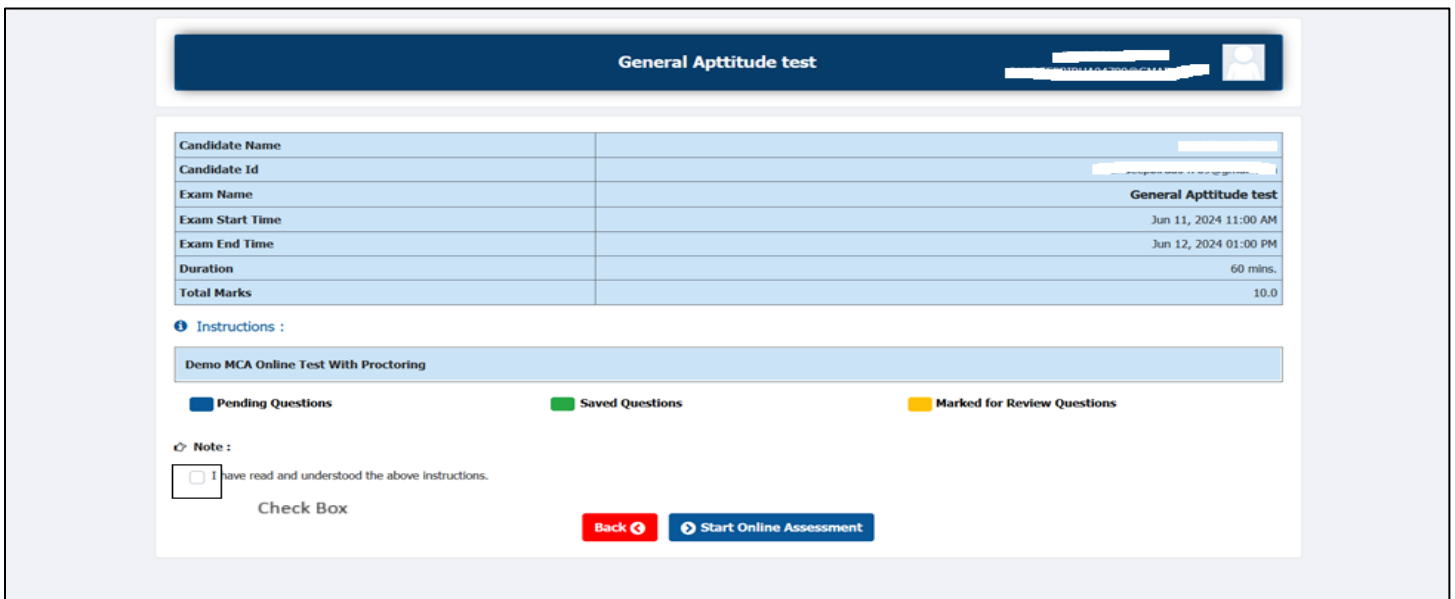 General Apttitude test
Candidate Name
Candidate Id
Exam Name General Apttitude test
Exam Start Time Jun 11, 2024 11:00 AM
Exam End Time Jun 12, 2024 01:00 PM
Duration 60 mins.
Total Marks 10.0
Instructions :
Demo MCA Online Test With Proctoring
Pending Questions Saved Questions Marked for Review Questions
Note :
I have read and understood the above instructions.
Check Box
Back Start Online Assessment